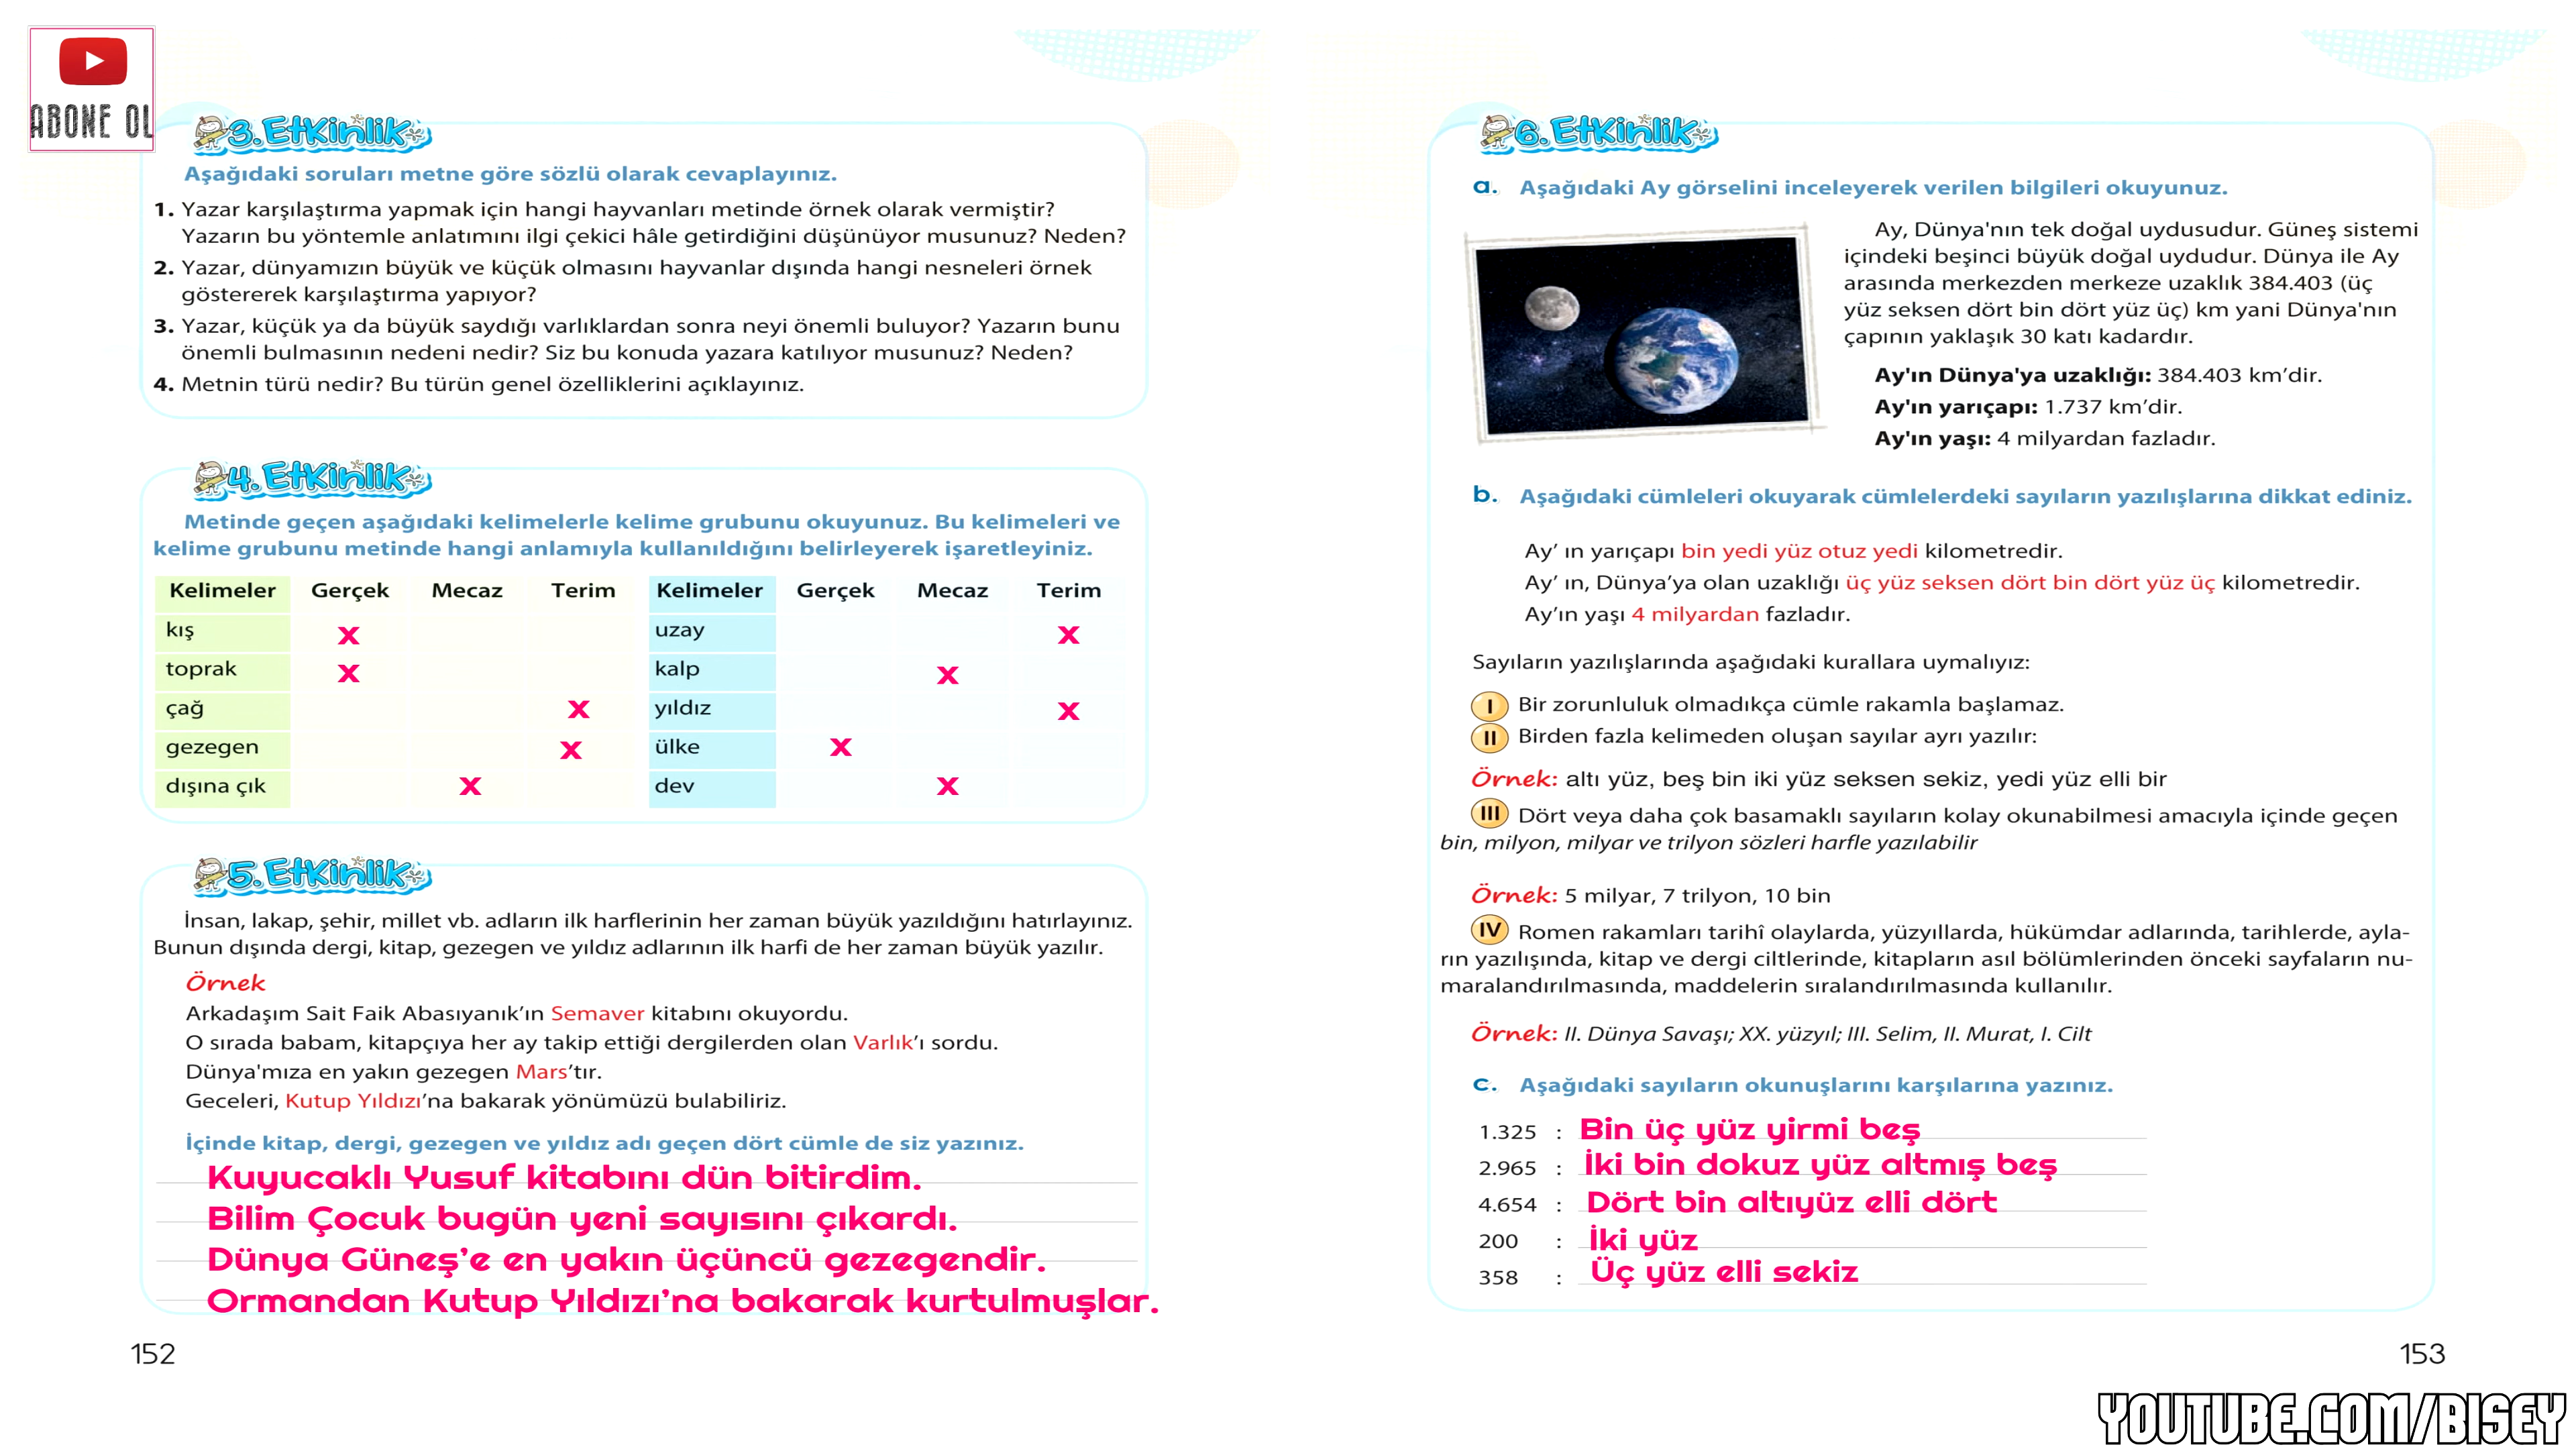 ABONE OL
3. Etkinlik
Aşağıdaki soruları metne göre sözlü olarak cevaplayınız.
1. Yazar karşılaştırma yapmak için hangi hayvanları metinde örnek olarak vermiştir?
Yazarın bu yöntemle anlatımını ilgi çekici hâle getirdiğini düşünüyor musunuz? Neden?
2. Yazar, dünyamızın büyük ve küçük olmasını hayvanlar dışında hangi nesneleri örnek
göstererek karşılaştırma yapıyor?
3. Yazar, küçük ya da büyük saydığı varlıklardan sonra neyi önemli buluyor? Yazarın bunu
önemli bulmasının nedeni nedir? Siz bu konuda yazara katılıyor musunuz? Neden?
4. Metnin türü nedir? Bu türün genel özelliklerini açıklayınız.
4. Etkinlik
Metinde geçen aşağıdaki kelimelerle kelime grubunu okuyunuz. Bu kelimeleri ve
kelime grubunu metinde hangi anlamıyla kullanıldığını belirleyerek işaretleyiniz.
Kelimeler Gerçek Mecaz Terim Kelimeler Gerçek Mecaz Terim
kış x uzay x
toprak x kalp x
çağ x yıldız x
gezegen x ülke x
dışına çık x dev x
5. Etkinlik
İnsan, lakap, şehir, millet vb. adların ilk harflerinin her zaman büyük yazıldığını hatırlayınız.
Bunun dışında dergi, kitap, gezegen ve yıldız adlarının ilk harfi de her zaman büyük yazılır.
Örnek
Arkadaşım Sait Faik Abasıyanık’ın Semaver kitabını okuyordu.
O sırada babam, kitapçıya her ay takip ettiği dergilerden olan Varlık’ı sordu.
Dünya'mıza en yakın gezegen Mars’tır.
Geceleri, Kutup Yıldızı’na bakarak yönümüzü bulabiliriz.
İçinde kitap, dergi, gezegen ve yıldız adı geçen dört cümle de siz yazınız.
Kuyucaklı Yusuf kitabını dün bitirdim.
Bilim Çocuk bugün yeni sayısını çıkardı.
Dünya Güneş’e en yakın üçüncü gezegendir.
Ormandan Kutup Yıldızı’na bakarak kurtulmuşlar.
152
6. Etkinlik
a. Aşağıdaki Ay görselini inceleyerek verilen bilgileri okuyunuz.
Ay, Dünya'nın tek doğal uydusudur. Güneş sistemi
içindeki beşinci büyük doğal uydudur. Dünya ile Ay
arasında merkezden merkeze uzaklık 384.403 (üç
yüz seksen dört bin dört yüz üç) km yani Dünya'nın
çapının yaklaşık 30 katı kadardır.
Ay'ın Dünya'ya uzaklığı: 384.403 km’dir.
Ay'ın yarıçapı: 1.737 km’dir.
Ay'ın yaşı: 4 milyardan fazladır.
b. Aşağıdaki cümleleri okuyarak cümlelerdeki sayıların yazılışlarına dikkat ediniz.
Ay’ ın yarıçapı bin yedi yüz otuz yedi kilometredir.
Ay’ ın, Dünya’ya olan uzaklığı üç yüz seksen dört bin dört yüz üç kilometredir.
Ay’ın yaşı 4 milyardan fazladır.
Sayıların yazılışlarında aşağıdaki kurallara uymalıyız:
I Bir zorunluluk olmadıkça cümle rakamla başlamaz.
II Birden fazla kelimeden oluşan sayılar ayrı yazılır:
Örnek: altı yüz, beş bin iki yüz seksen sekiz, yedi yüz elli bir
III Dört veya daha çok basamaklı sayıların kolay okunabilmesi amacıyla içinde geçen
bin, milyon, milyar ve trilyon sözleri harfle yazılabilir
Örnek: 5 milyar, 7 trilyon, 10 bin
IV Romen rakamları tarihî olaylarda, yüzyıllarda, hükümdar adlarında, tarihlerde, ayla-
rın yazılışında, kitap ve dergi ciltlerinde, kitapların asıl bölümlerinden önceki sayfaların nu-
maralandırılmasında, maddelerin sıralandırılmasında kullanılır.
Örnek: II. Dünya Savaşı; XX. yüzyıl; III. Selim, II. Murat, I. Cilt
c. Aşağıdaki sayıların okunuşlarını karşılarına yazınız.
1.325 : Bin üç yüz yirmi beş
2.965 : İki bin dokuz yüz altmış beş
4.654 : Dört bin altıyüz elli dört
200 : İki yüz
358 : Üç yüz elli sekiz
153
YOUTUBE.COM/BISEY